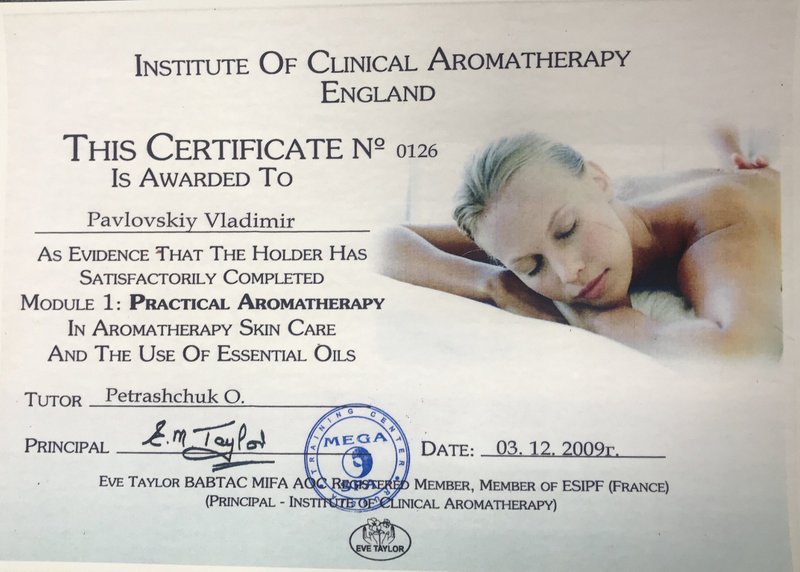 INSTITUTE OF CLINICAL AROMATHERAPY
ENGLAND
THIS CERTIFICATE Nº 0126
IS AWARDED TO
Pavlovskiy Vladimir
AS EVIDENCE THAT THE HOLDER HAS
SATISFACTORILY COMPLETED
MODULE 1: PRACTICAL AROMATHERAPY
IN AROMATHERAPY SKIN CARE
AND THE USE OF ESSENTIAL OILS
TUTOR Petrashchuk O.
PRINCIPAL E.M Taylor
TRAINING CENTER
MEGA
SPA
DATE: 03. 12. 2009г.
EVE TAYLOR BABTAC MIFA AOC REGISTERED MEMBER, MEMBER OF ESIPF (FRANCE)
(PRINCIPAL - INSTITUTE OF CLINICAL AROMATHERAPY)
EVE TAYLOR